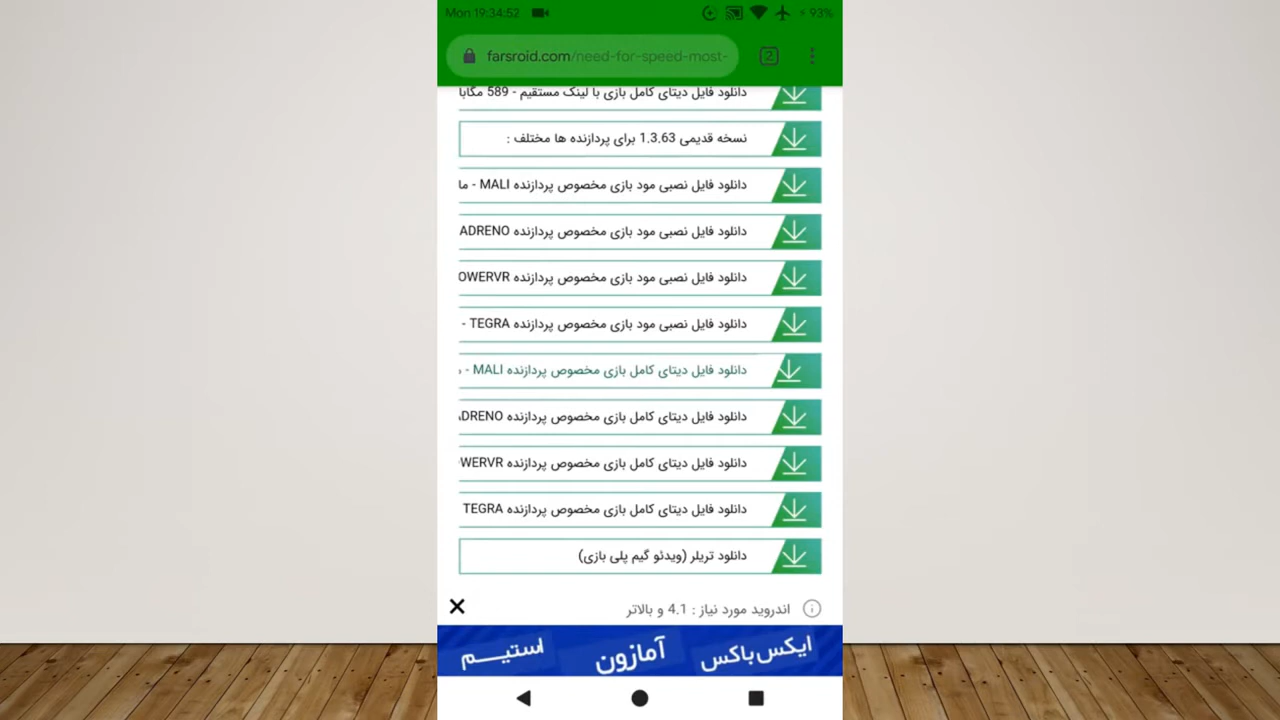 Mon 19:34:52 93%
farsroid.com/need-for-speed-most- 2
دانلود فایل دیتای کامل بازی با لینک مستقیم - 589 مگابا
نسخه قدیمی 1.3.63 برای پردازنده ها مختلف :
دانلود فایل نصبی مود بازی مخصوص پردازنده MALI - ما
دانلود فایل نصبی مود بازی مخصوص پردازنده ADRENO
دانلود فایل نصبی مود بازی مخصوص پردازنده OWERVR
دانلود فایل نصبی مود بازی مخصوص پردازنده TEGRA -
دانلود فایل دیتای کامل بازی مخصوص پردازنده MALI -
دانلود فایل دیتای کامل بازی مخصوص پردازنده DRENO
دانلود فایل دیتای کامل بازی مخصوص پردازنده WERVR
دانلود فایل دیتای کامل بازی مخصوص پردازنده TEGRA
دانلود تریلر (ویدئو گیم پلی بازی)
اندروید مورد نیاز : 4.1 و بالاتر
ایکس‌باکس آمازون استیم